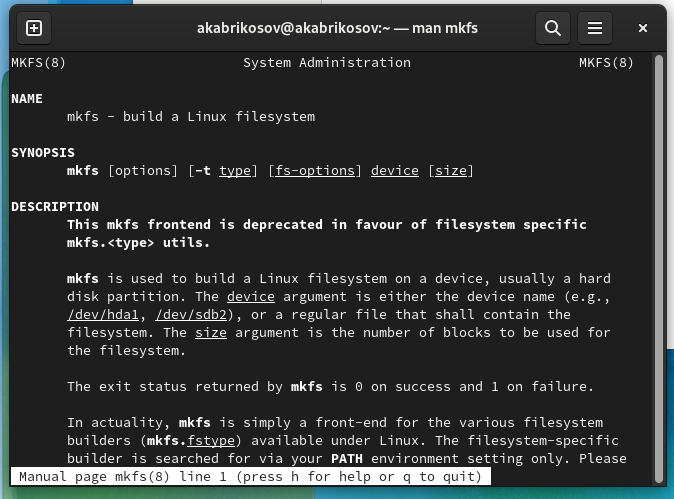 akabrikosov@akabrikosov:~ — man mkfs
MKFS(8) System Administration MKFS(8)
NAME
mkfs - build a Linux filesystem
SYNOPSIS
mkfs [options] [-t type] [fs-options] device [size]
DESCRIPTION
This mkfs frontend is deprecated in favour of filesystem specific
mkfs.<type> utils.
mkfs is used to build a Linux filesystem on a device, usually a hard
disk partition. The device argument is either the device name (e.g.,
/dev/hda1, /dev/sdb2), or a regular file that shall contain the
filesystem. The size argument is the number of blocks to be used for
the filesystem.
The exit status returned by mkfs is 0 on success and 1 on failure.
In actuality, mkfs is simply a front-end for the various filesystem
builders (mkfs.fstype) available under Linux. The filesystem-specific
builder is searched for via your PATH environment setting only. Please
Manual page mkfs(8) line 1 (press h for help or q to quit)